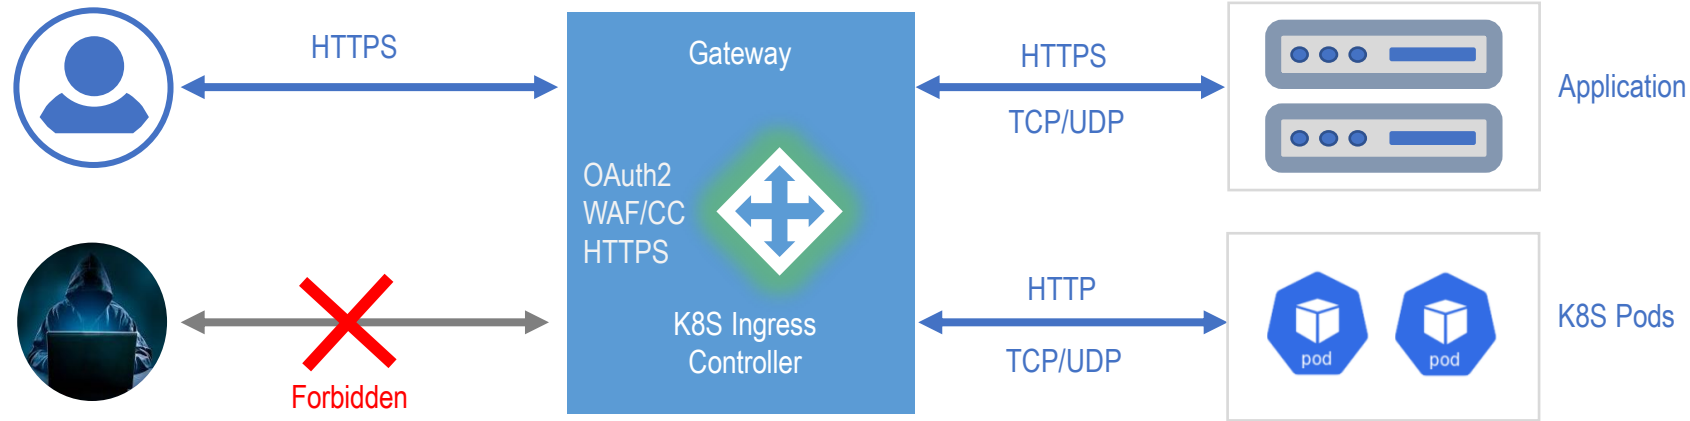 HTTPS
Gateway
HTTPS
TCP/UDP
Application
OAuth2
WAF/CC
HTTPS
K8S Ingress
Controller
Forbidden
HTTP
TCP/UDP
pod
pod
K8S Pods